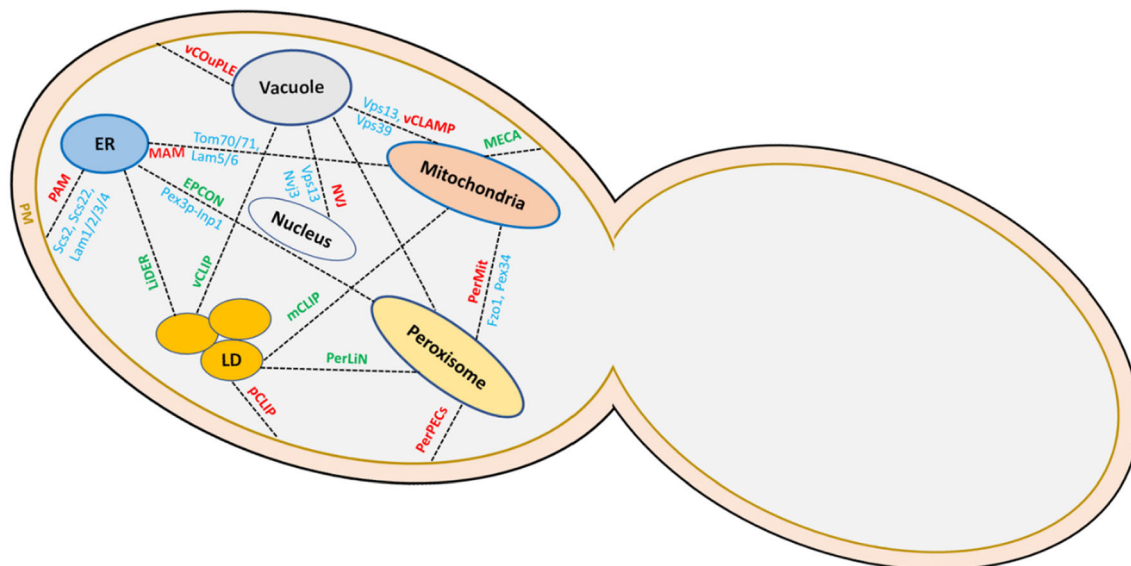 vCOuPLE
Vacuole
Vps13, vCLAMP
Vps39
MECA
ER
MAM
Tom70/71,
Lam5/6
Mitochondria
PAM
EPCON
Pex3p-Inp1
Vps13
Nvj3
NVJ
Nucleus
PM
Scs2, Scs22,
Lam1/2/3/4
LiDER
vCLIP
mCLIP
PerMit
Fzo1, Pex34
Peroxisome
LD
PerLiN
pCLIP
PerPECs